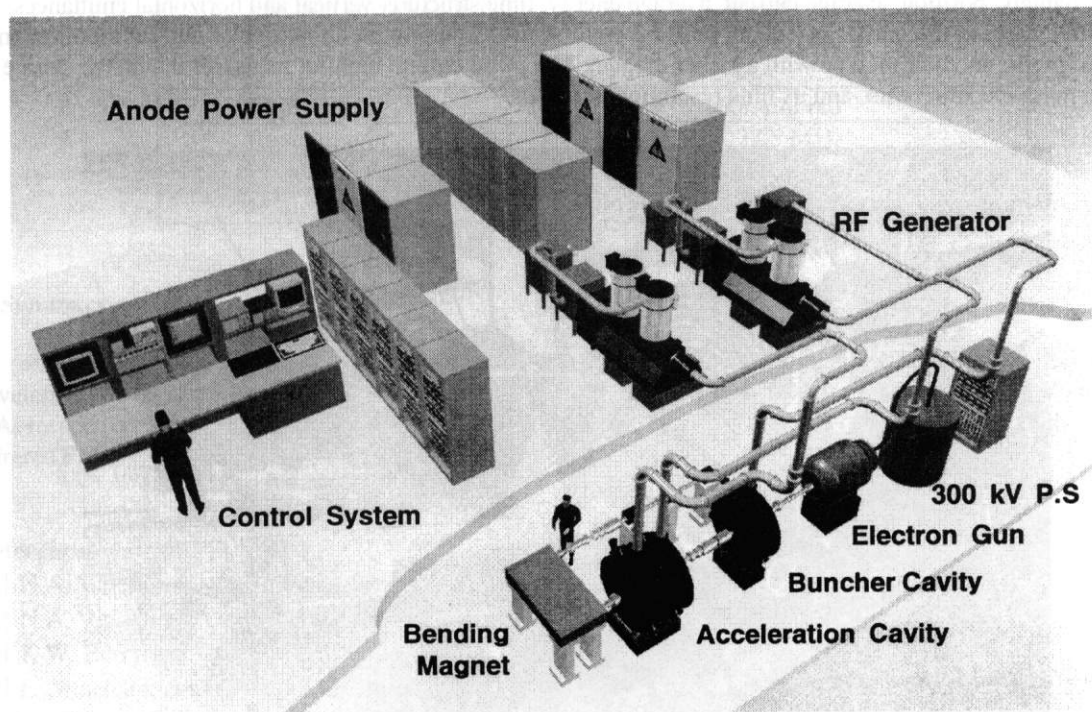 Anode Power Supply
RF Generator
300 kV P.S
Control System
Electron Gun
Buncher Cavity
Bending
Magnet
Acceleration Cavity